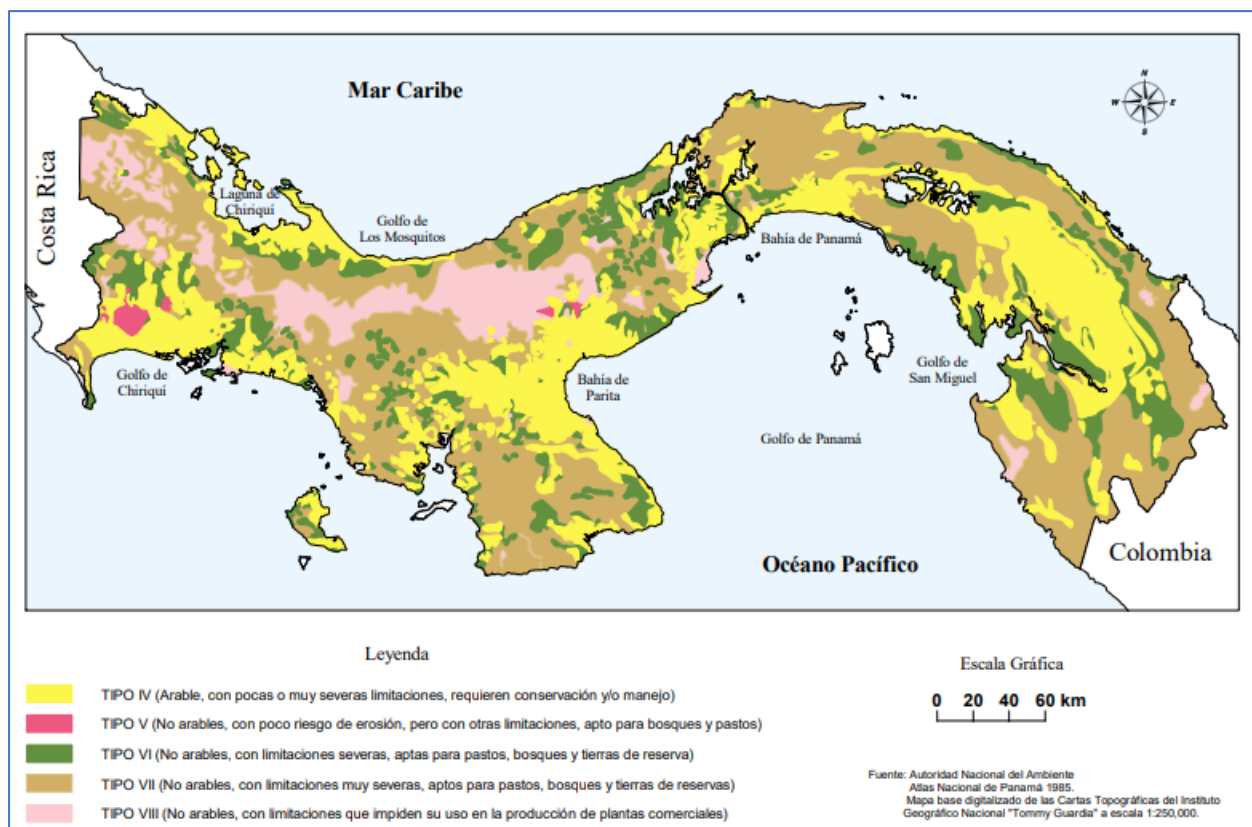 Mar Caribe
N
W E
S
Costa Rica
Laguna de
Chiriquí
Golfo de
Los Mosquitos
Bahía de Panamá
Golfo de
Chiriquí
Bahía de
Parita
Golfo de
San Miguel
Golfo de Panamá
Océano Pacífico
Colombia
Leyenda
TIPO IV (Arable, con pocas o muy severas limitaciones, requieren conservación y/o manejo)
TIPO V (No arables, con poco riesgo de erosión, pero con otras limitaciones, apto para bosques y pastos)
TIPO VI (No arables, con limitaciones severas, aptas para pastos, bosques y tierras de reserva)
TIPO VII (No arables, con limitaciones muy severas, aptos para pastos, bosques y tierras de reservas)
TIPO VIII (No arables, con limitaciones que impiden su uso en la producción de plantas comerciales)
Escala Gráfica
0 20 40 60 km
Fuente: Autoridad Nacional del Ambiente
Atlas Nacional de Panamá 1985.
Mapa base digitalizado de las Cartas Topográficas del Instituto
Geográfico Nacional "Tommy Guardia" a escala 1:250,000.